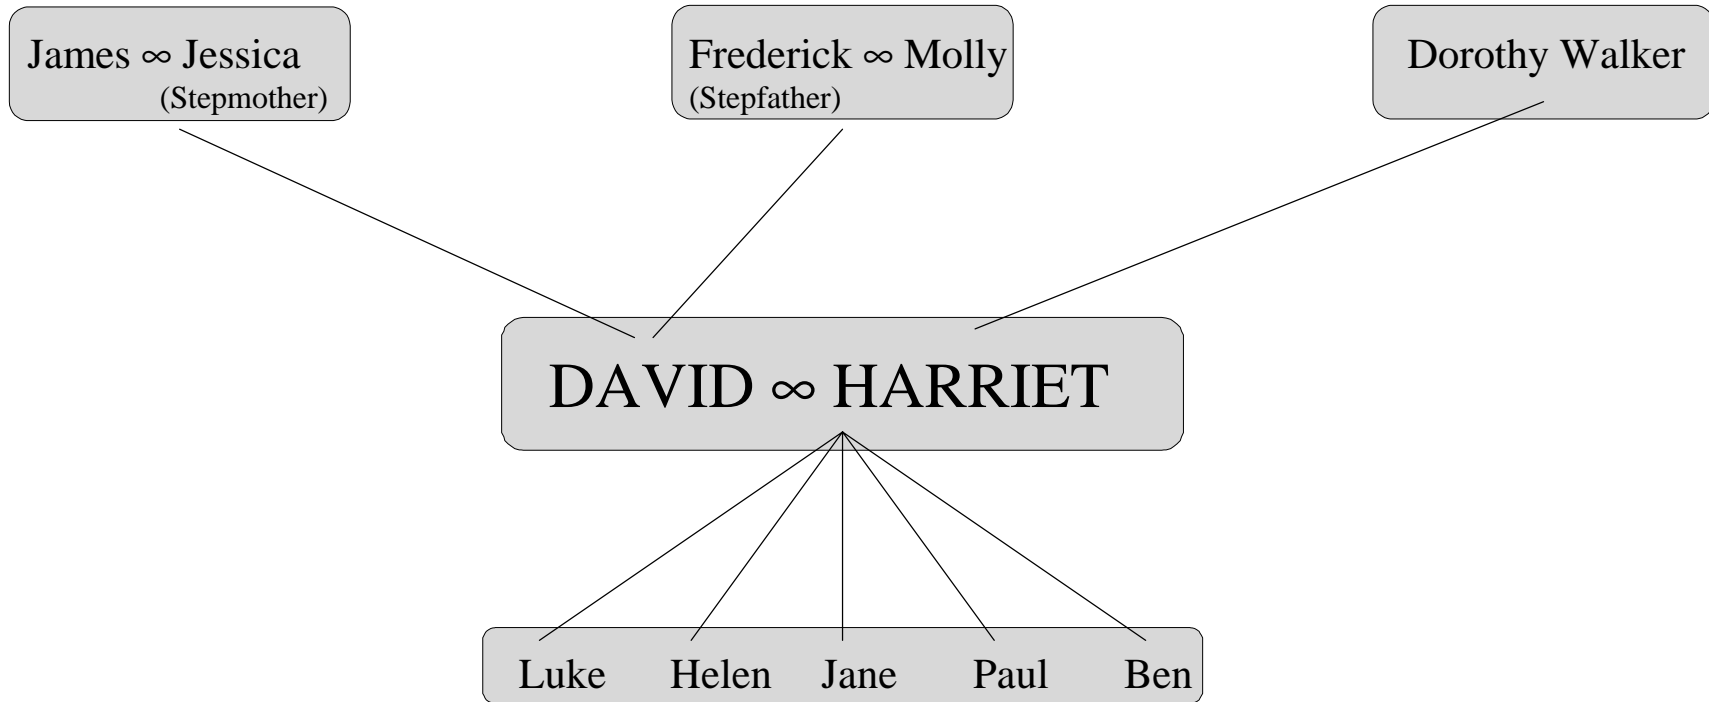 James ∞ Jessica
(Stepmother)
Frederick ∞ Molly
(Stepfather)
Dorothy Walker
DAVID ∞ HARRIET
Luke Helen Jane Paul Ben